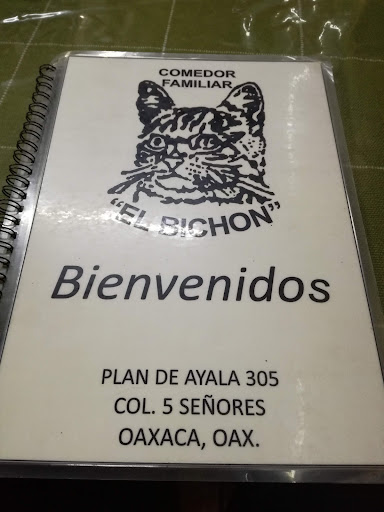 COMEDOR
FAMILIAR
"EL BICHON"
Bienvenidos
PLAN DE AYALA 305
COL. 5 SEÑORES
OAXACA, OAX.